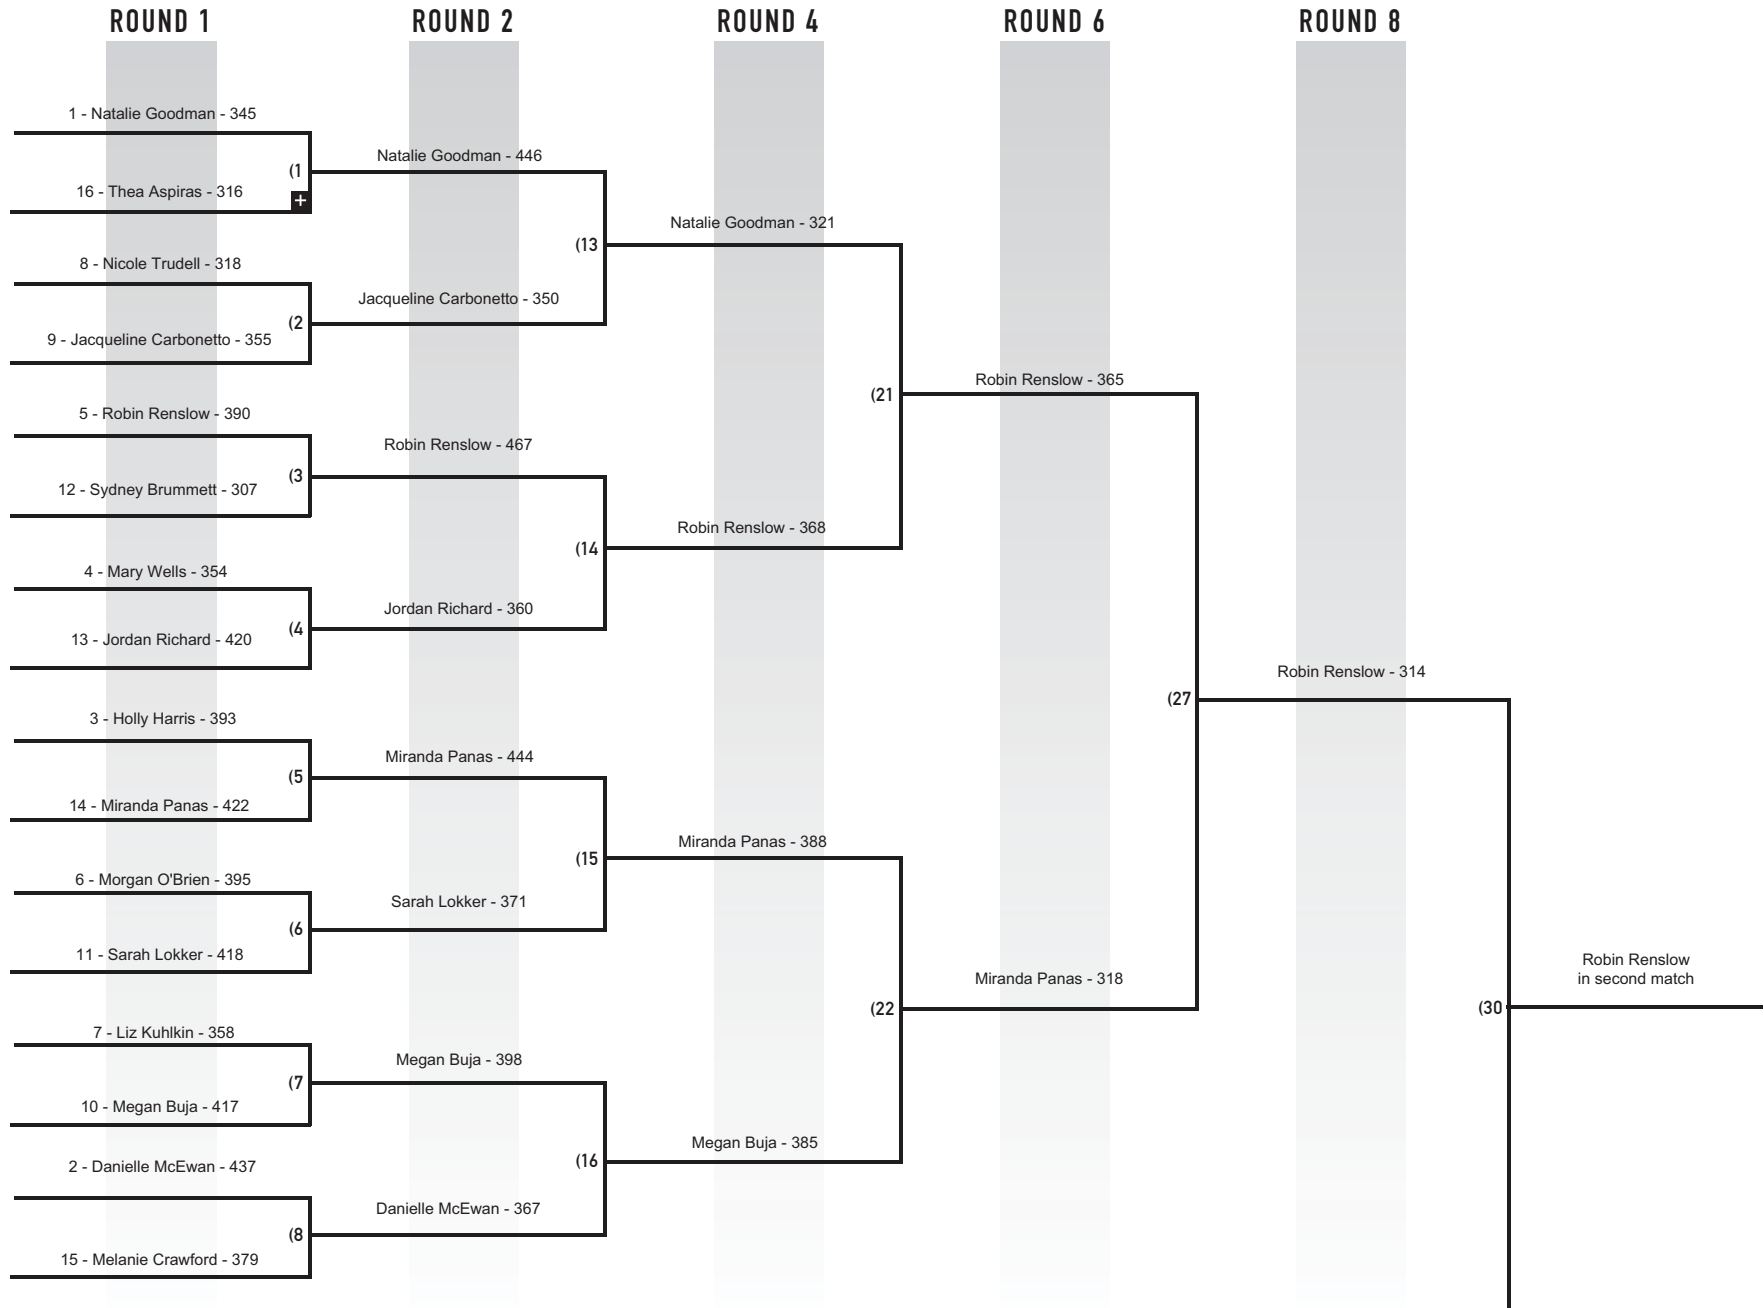 ROUND 1
ROUND 2
ROUND 4
ROUND 6
ROUND 8
1 - Natalie Goodman - 345
(1
16 - Thea Aspiras - 316
+
8 - Nicole Trudell - 318
(2
9 - Jacqueline Carbonetto - 355
5 - Robin Renslow - 390
(3
12 - Sydney Brummett - 307
4 - Mary Wells - 354
(4
13 - Jordan Richard - 420
3 - Holly Harris - 393
(5
14 - Miranda Panas - 422
6 - Morgan O'Brien - 395
(6
11 - Sarah Lokker - 418
7 - Liz Kuhlkin - 358
(7
10 - Megan Buja - 417
2 - Danielle McEwan - 437
(8
15 - Melanie Crawford - 379
Natalie Goodman - 446
(13
Jacqueline Carbonetto - 350
Robin Renslow - 467
(14
Jordan Richard - 360
Miranda Panas - 444
(15
Sarah Lokker - 371
Megan Buja - 398
(16
Danielle McEwan - 367
Natalie Goodman - 321
(21
Robin Renslow - 368
Miranda Panas - 388
(22
Megan Buja - 385
Robin Renslow - 365
(27
Miranda Panas - 318
Robin Renslow - 314
(30
Robin Renslow
in second match